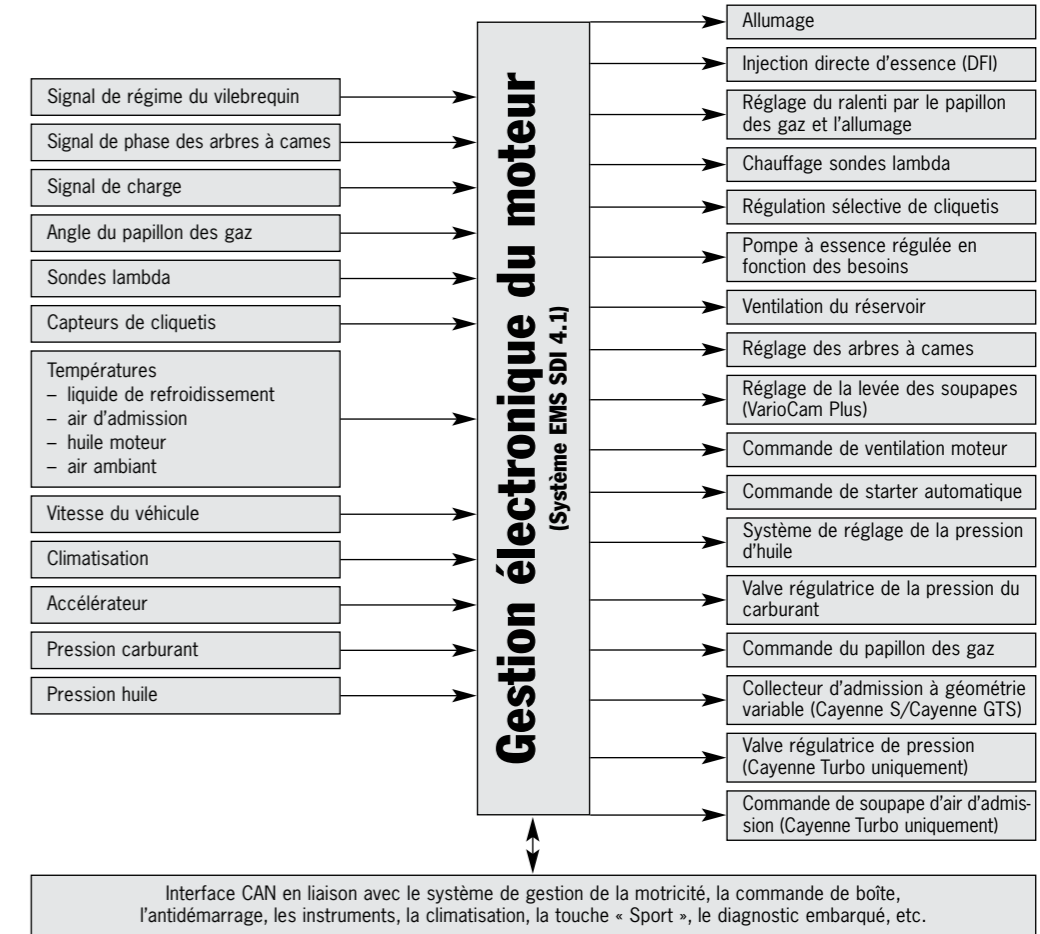 Signal de régime du vilebrequin
Signal de phase des arbres à cames
Signal de charge
Angle du papillon des gaz
Sondes lambda
Capteurs de cliquetis
Températures
– liquide de refroidissement
– air d'admission
– huile moteur
– air ambiant
Vitesse du véhicule
Climatisation
Accélérateur
Pression carburant
Pression huile
Gestion électronique du moteur
(Système EMS SDI 4.1)
Allumage
Injection directe d'essence (DFI)
Réglage du ralenti par le papillon
des gaz et l'allumage
Chauffage sondes lambda
Régulation sélective de cliquetis
Pompe à essence régulée en
fonction des besoins
Ventilation du réservoir
Réglage des arbres à cames
Réglage de la levée des soupapes
(VarioCam Plus)
Commande de ventilation moteur
Commande de starter automatique
Système de réglage de la pression
d'huile
Valve régulatrice de la pression du
carburant
Commande du papillon des gaz
Collecteur d'admission à géométrie
variable (Cayenne S/Cayenne GTS)
Valve régulatrice de pression
(Cayenne Turbo uniquement)
Commande de soupape d'air d'admis-
sion (Cayenne Turbo uniquement)
Interface CAN en liaison avec le système de gestion de la motricité, la commande de boîte,
l'antidémarrage, les instruments, la climatisation, la touche « Sport », le diagnostic embarqué, etc.